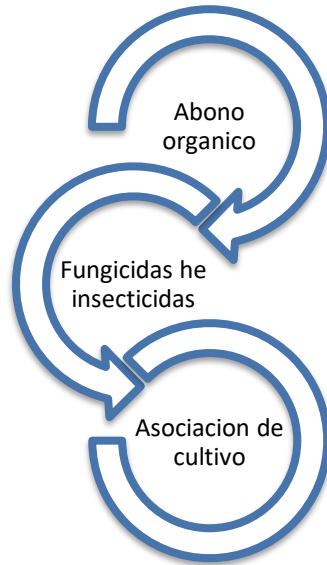 Abono
organico
Fungicidas he
insecticidas
Asociacion de
cultivo